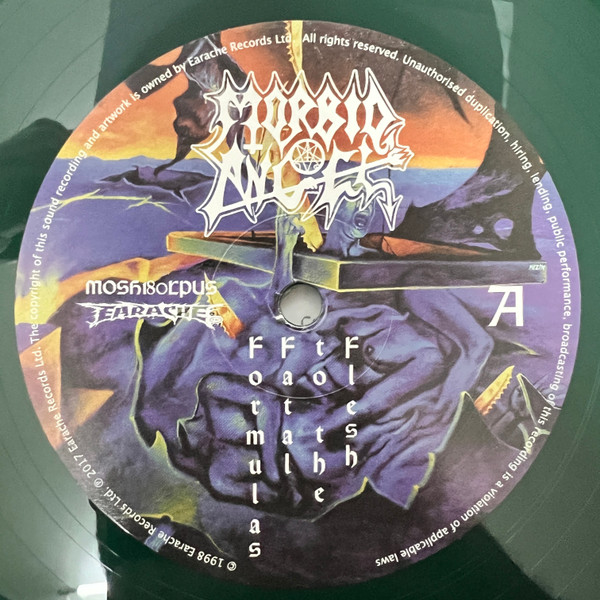 The copyright of this sound recording and artwork is owned by Earache Records Ltd. All rights reserved. Unauthorised duplication, hiring, lending, public performance, broadcasting of this recording is a violation of applicable laws
MORBID
ANGEL
MOSH180LPUS
EARACHE
A
Formulas
Fatal
to the
Flesh
© 1998 Earache Records Ltd. ℗ 2017 Earache Records Ltd.